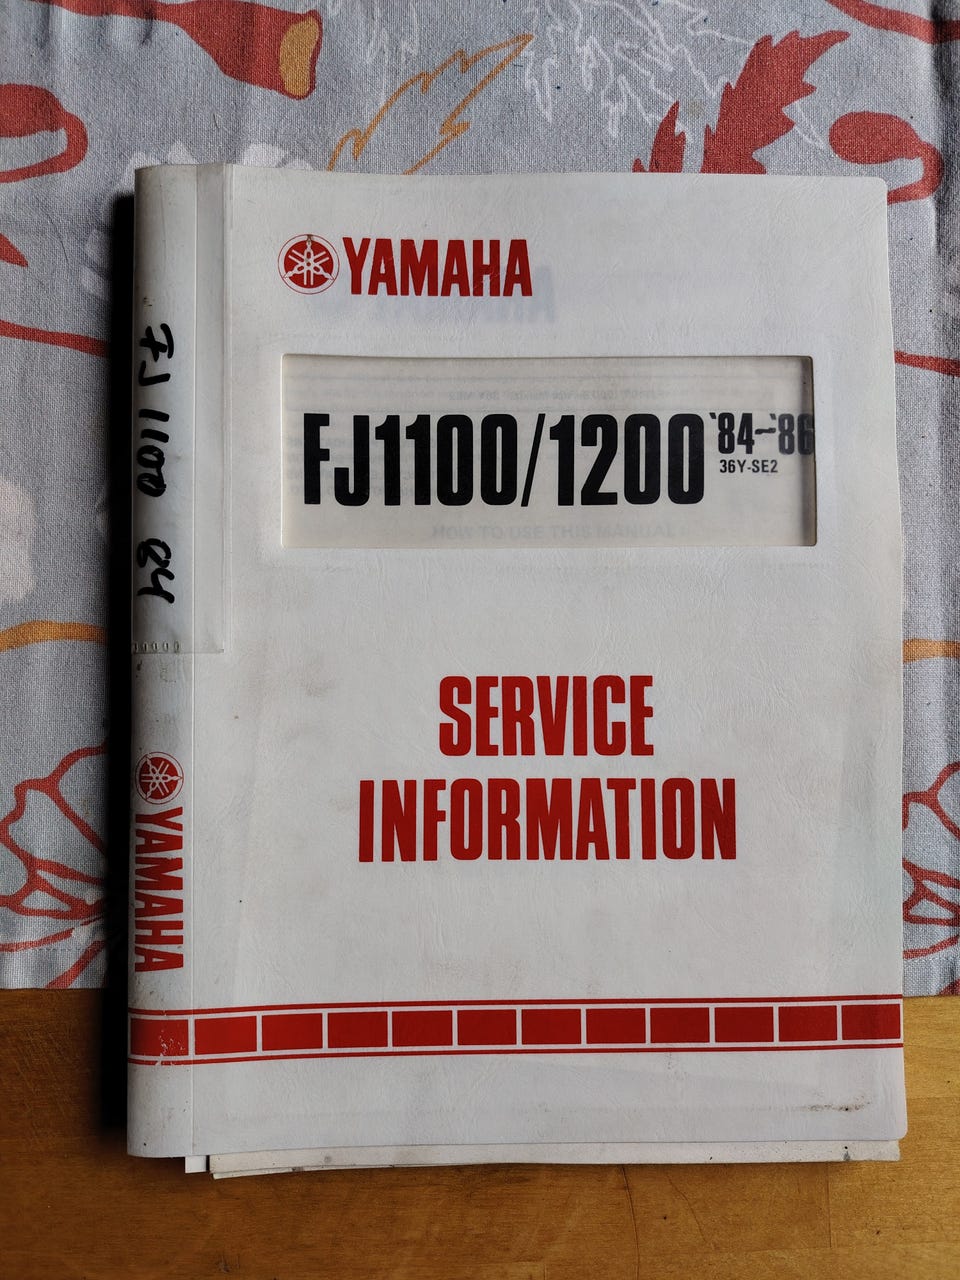 YAMAHA
FJ1100/1200 '84-'86
36Y-SE2
HOW TO USE THIS MANUAL
SERVICE
INFORMATION
FJ 1100 84
YAMAHA